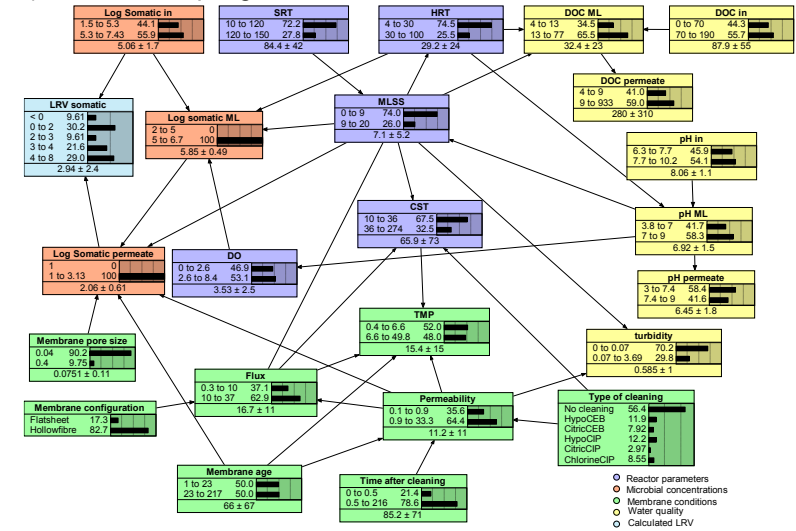 Log Somatic in
1.5 to 5.3 44.1
5.3 to 7.43 55.9
5.06 ± 1.7
SRT
10 to 120 72.2
120 to 150 27.8
84.4 ± 42
HRT
4 to 30 74.5
30 to 100 25.5
29.2 ± 24
DOC ML
4 to 13 34.5
13 to 77 65.5
32.4 ± 23
DOC in
0 to 70 44.3
70 to 190 55.7
87.9 ± 55
DOC permeate
4 to 9 41.0
9 to 933 59.0
280 ± 310
LRV somatic
< 0 9.61
0 to 2 30.2
2 to 3 9.61
3 to 4 21.6
4 to 8 29.0
2.94 ± 2.4
Log somatic ML
2 to 5 0
5 to 6.7 100
5.85 ± 0.49
MLSS
0 to 9 74.0
9 to 20 26.0
7.1 ± 5.2
pH in
6.3 to 7.7 45.9
7.7 to 10.2 54.1
8.06 ± 1.1
CST
10 to 36 67.5
36 to 274 32.5
65.9 ± 73
pH ML
3.8 to 7 41.7
7 to 9 58.3
6.92 ± 1.5
Log Somatic permeate
1 0
1 to 3.13 100
2.06 ± 0.61
DO
0 to 2.6 46.9
2.6 to 8.4 53.1
3.53 ± 2.5
pH permeate
3 to 7.4 58.4
7.4 to 9 41.6
6.45 ± 1.8
TMP
0.4 to 6.6 52.0
6.6 to 49.8 48.0
15.4 ± 15
Membrane pore size
0.04 90.2
0.4 9.75
0.0751 ± 0.11
turbidity
0 to 0.07 70.2
0.07 to 3.69 29.8
0.585 ± 1
Flux
0.3 to 10 37.1
10 to 37 62.9
16.7 ± 11
Membrane configuration
Flatsheet 17.3
Hollowfibre 82.7
Permeability
0.1 to 0.9 35.6
0.9 to 33.3 64.4
11.2 ± 11
Type of cleaning
No cleaning 56.4
HypoCEB 11.9
CitricCEB 7.92
HypoCIP 12.2
CitricCIP 2.97
ChlorineCIP 8.55
Membrane age
1 to 23 50.0
23 to 217 50.0
66 ± 67
Time after cleaning
0 to 0.5 21.4
0.5 to 216 78.6
85.2 ± 71
Reactor parameters
Microbial concentrations
Membrane conditions
Water quality
Calculated LRV